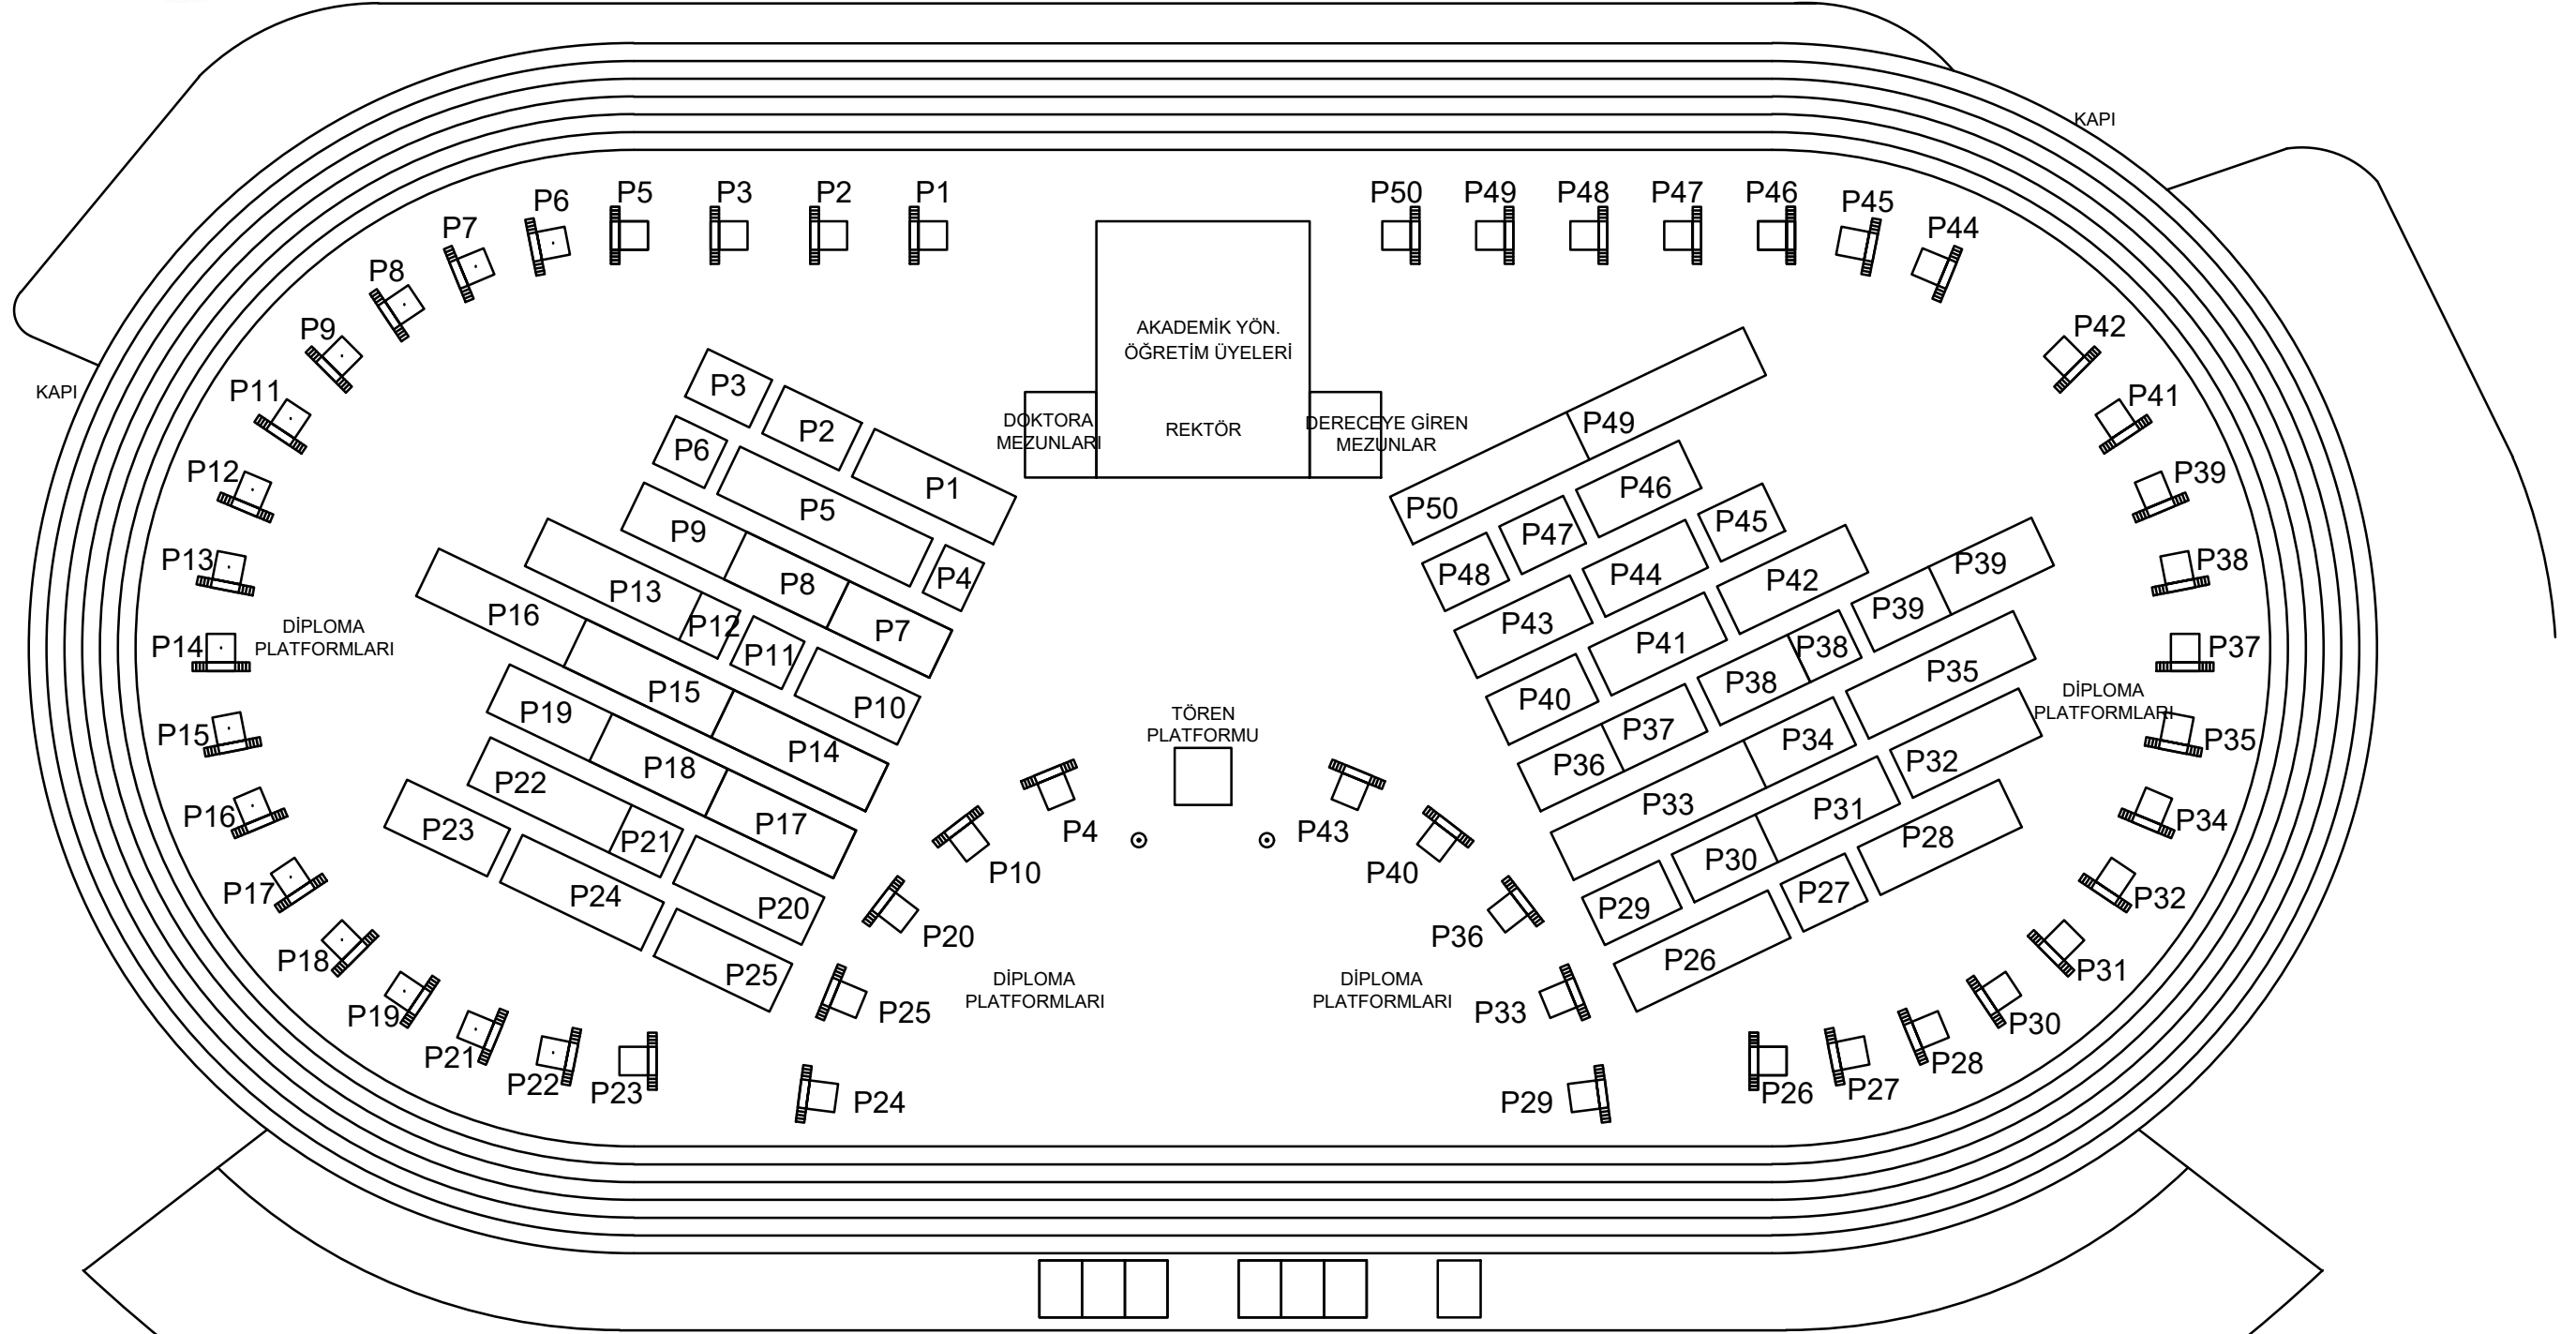 KAPI
P5
P3
P2
P1
P50
P49
P48
P47
P46
P6
P45
P7
P44
P8
P9
P42
P11
P41
KAPI
P12
P39
P13
P38
P14
P37
DİPLOMA
PLATFORMLARI
P15
P35
P16
P34
P17
P32
P18
P31
P19
P30
P21
P28
P22
P27
P23
P26
P24
P29
AKADEMİK YÖN.
ÖĞRETİM ÜYELERİ
REKTÖR
DOKTORA
MEZUNLARI
DERECEYE GİREN
MEZUNLAR
P3
P2
P1
P6
P5
P4
P9
P8
P7
P13
P12
P11
P10
P16
P15
P14
P19
P18
P17
P22
P21
P20
P23
P24
P25
P49
P50
P46
P47
P48
P45
P44
P43
P42
P41
P40
P39
P39
P38
P38
P37
P36
P35
P34
P33
P32
P31
P30
P29
P28
P27
P26
DİPLOMA
PLATFORMLARI
TÖREN
PLATFORMU
P4
P43
P10
P40
P20
P36
P25
P33
DİPLOMA
PLATFORMLARI
DİPLOMA
PLATFORMLARI